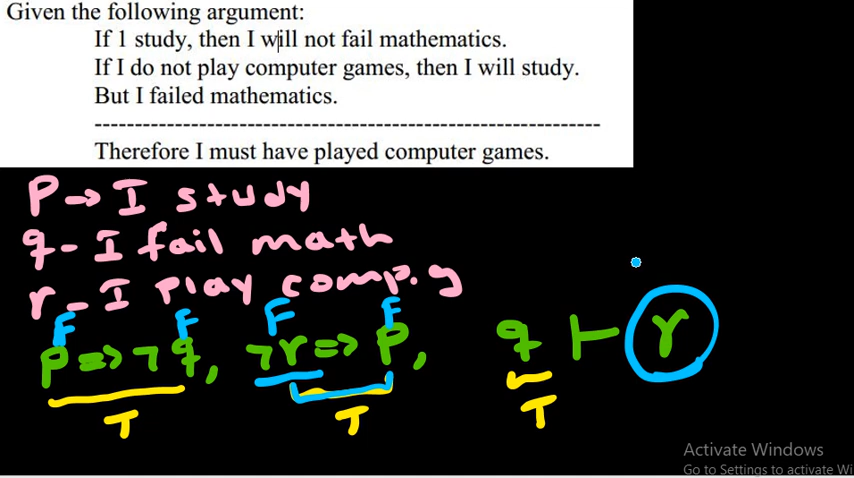 Given the following argument:
If 1 study, then I will not fail mathematics.
If I do not play computer games, then I will study.
But I failed mathematics.
---------------------------------------------------------------
Therefore I must have played computer games.
P → I study
q - I fail math
r - I Play comp. g
F F F F
p => ¬ q, ¬ r => P, q ⊢ r
T T T
Activate Windows
Go to Settings to activate Wi